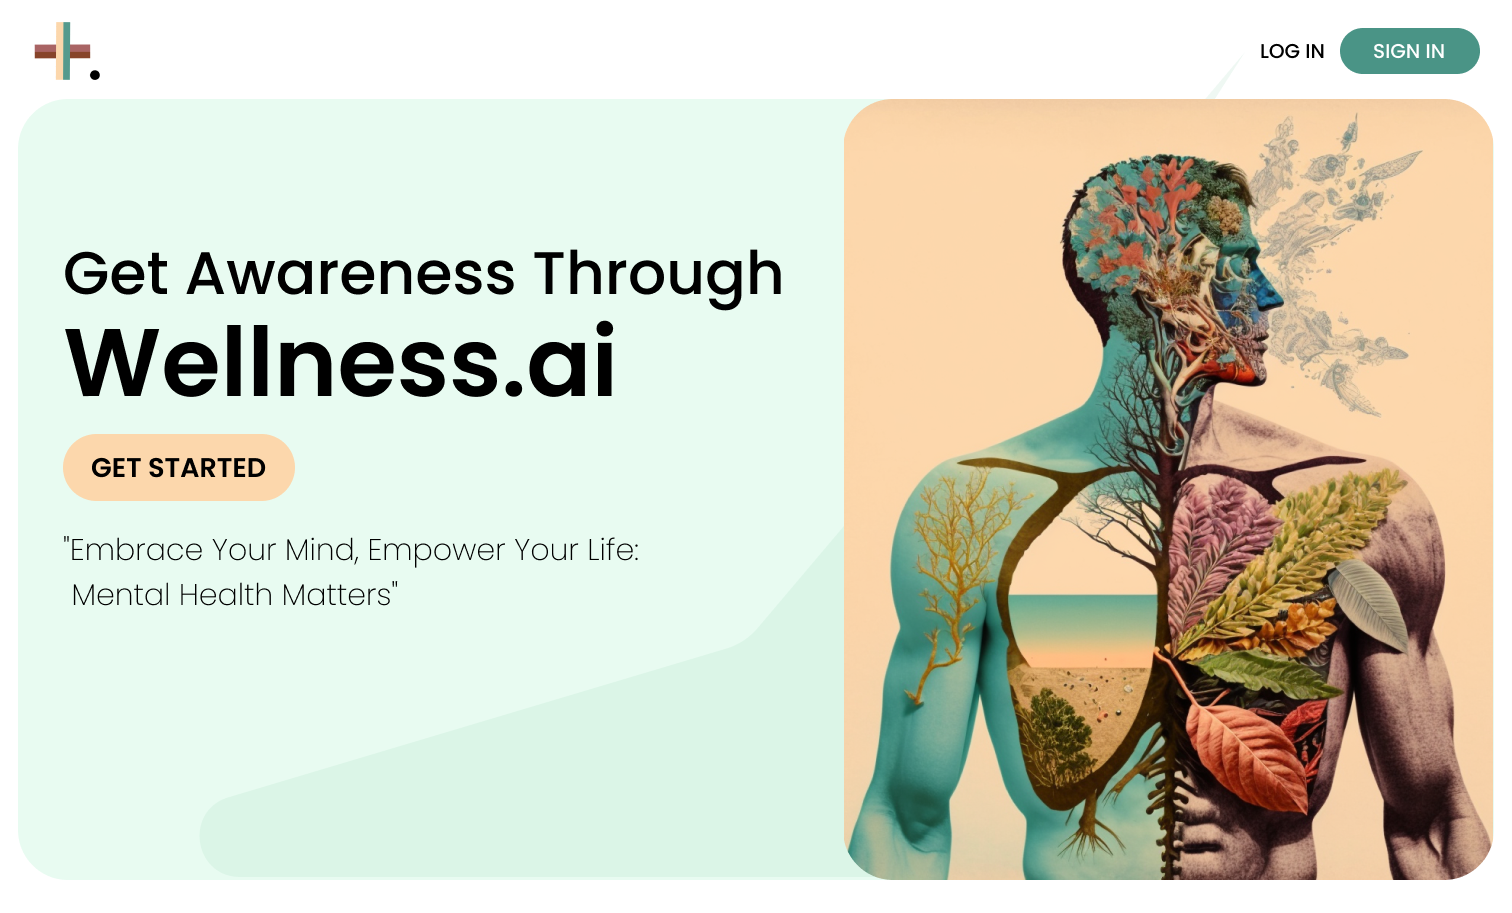 LOG IN
SIGN IN
Get Awareness Through
Wellness.ai
GET STARTED
"Embrace Your Mind, Empower Your Life:
Mental Health Matters"